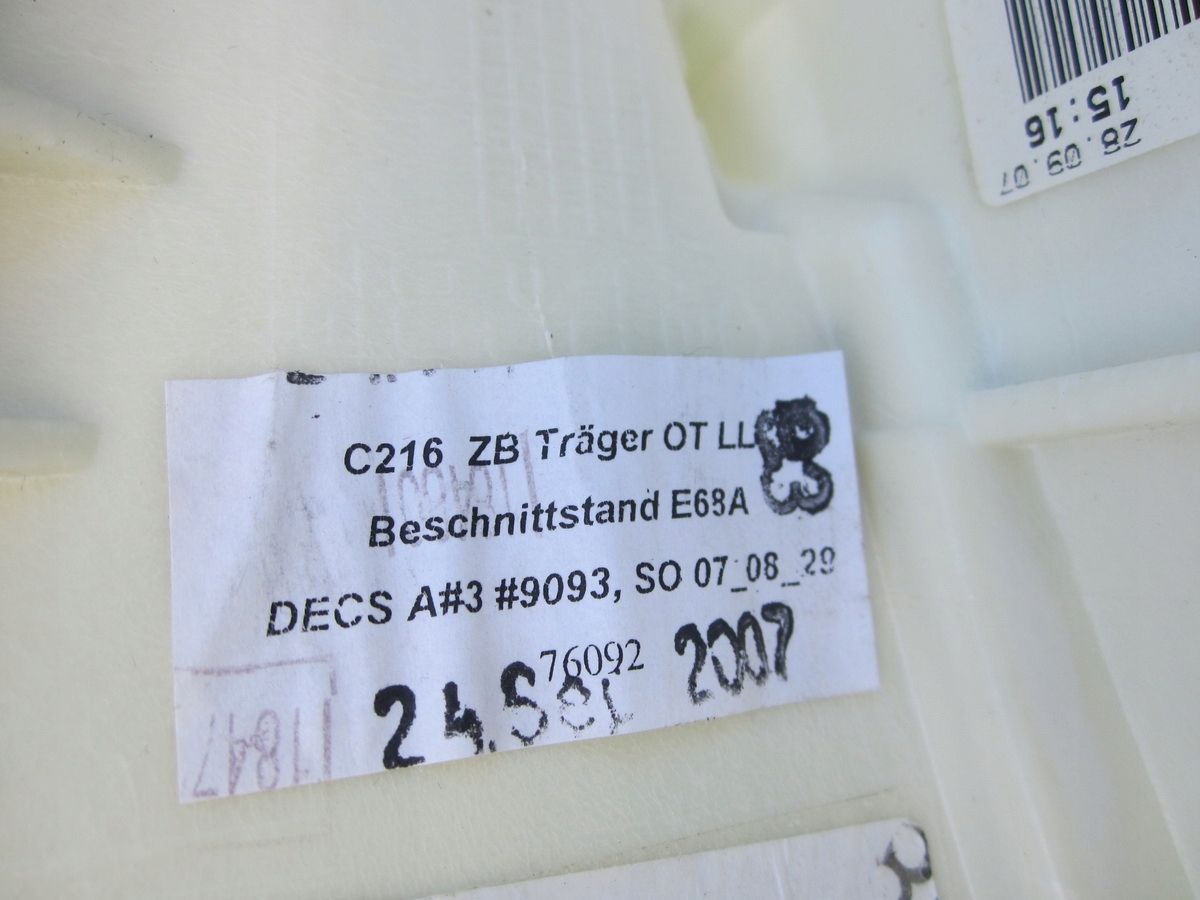 15:16
28.09.07
C216 ZB Träger OT LL
Beschnittstand E68A
DECS A#3 #9093, SO 07_08_29
76092
24. Sep. 2007
11847